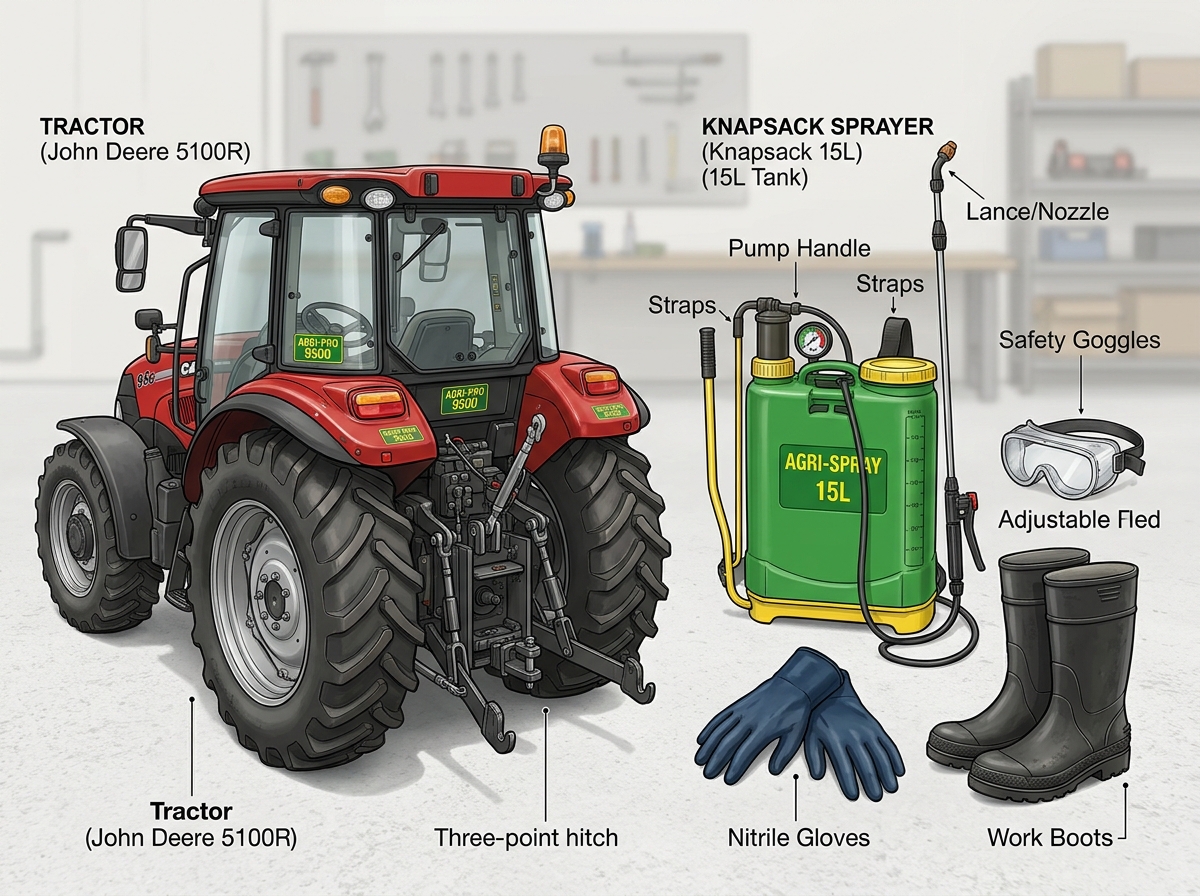 TRACTOR
(John Deere 5100R)
KNAPSACK SPRAYER
(Knapsack 15L)
(15L Tank)
Lance/Nozzle
Pump Handle
Straps
Straps
Safety Goggles
ABBI-PRO
9500
AGRI-PRO
9500
CA
AGRI-SPRAY
15L
Adjustable Fled
Tractor
(John Deere 5100R)
Three-point hitch
Nitrile Gloves
Work Boots